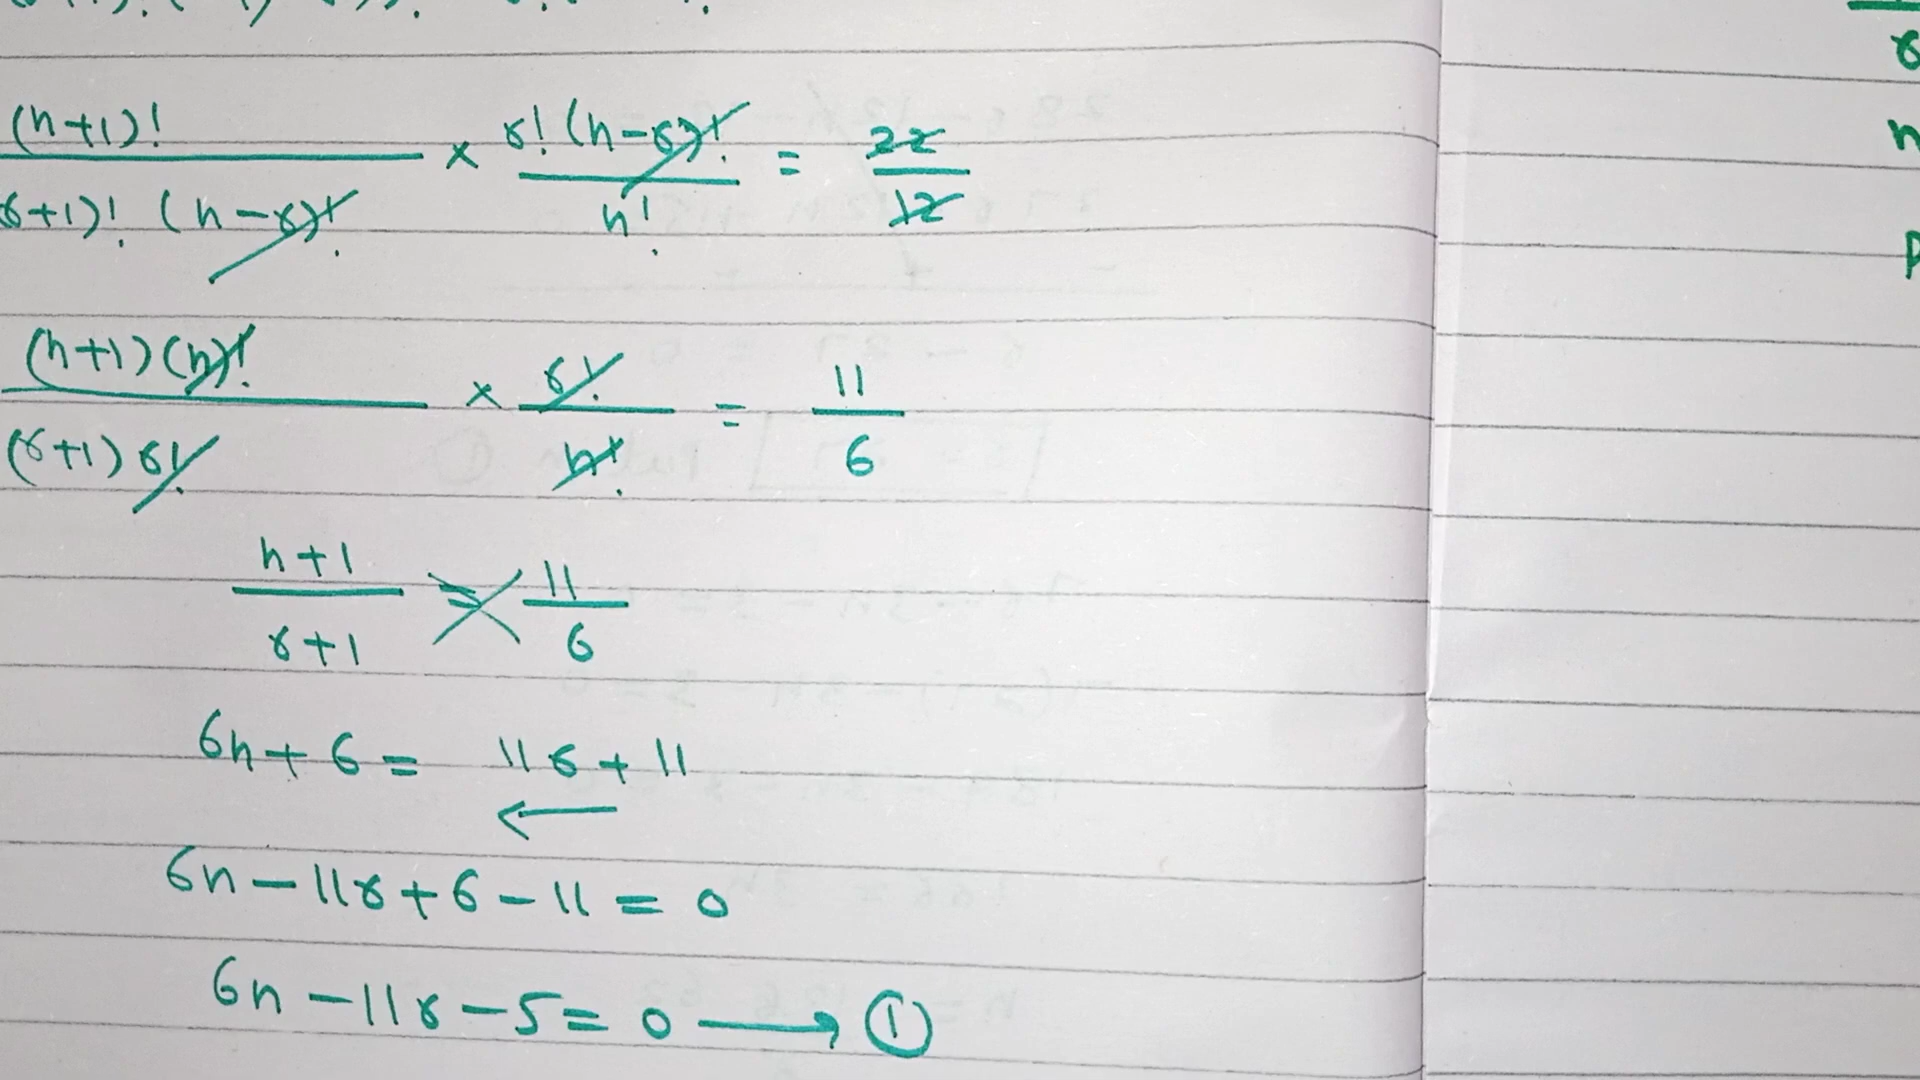 (n+1)! / (r+1)! (n-r)! × r! (n-r)! / n! = 22 / 12
(n+1)(n)! / (r+1) r! × r! / n! = 11 / 6
n+1 / r+1 = 11 / 6
6n + 6 = 11r + 11
←
6n - 11r + 6 - 11 = 0
6n - 11r - 5 = 0 → ①
r
n